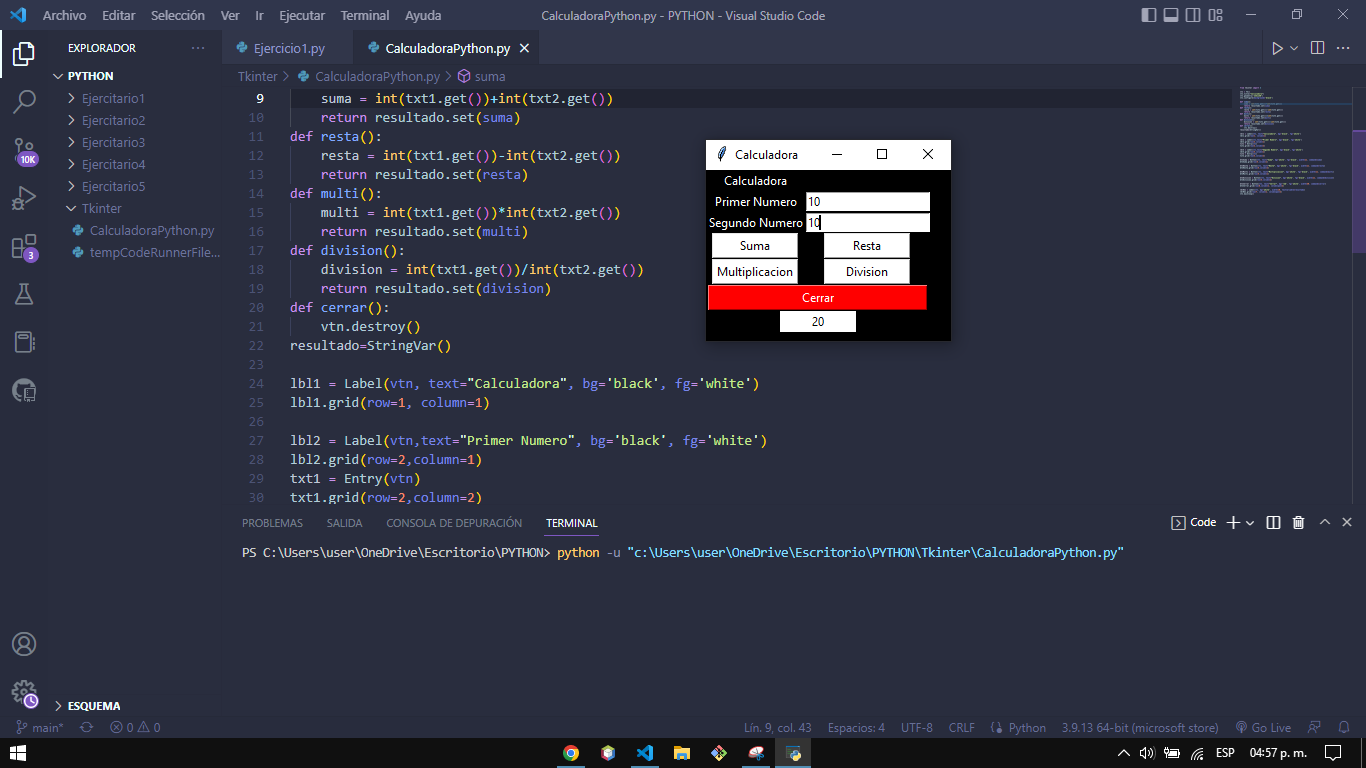 Archivo Editar Selección Ver Ir Ejecutar Terminal Ayuda CalculadoraPython.py - PYTHON - Visual Studio Code
EXPLORADOR
Ejercicio1.py CalculadoraPython.py
PYTHON
Tkinter > CalculadoraPython.py > suma
Ejercitario1
Ejercitario2
Ejercitario3
Ejercitario4
Ejercitario5
Tkinter
CalculadoraPython.py
tempCodeRunnerFile...
10K
3
9 suma = int(txt1.get())+int(txt2.get())
10 return resultado.set(suma)
11 def resta():
12 resta = int(txt1.get())-int(txt2.get())
13 return resultado.set(resta)
14 def multi():
15 multi = int(txt1.get())*int(txt2.get())
16 return resultado.set(multi)
17 def division():
18 division = int(txt1.get())/int(txt2.get())
19 return resultado.set(division)
20 def cerrar():
21 vtn.destroy()
22 resultado=StringVar()
23
24 lbl1 = Label(vtn, text="Calculadora", bg='black', fg='white')
25 lbl1.grid(row=1, column=1)
26
27 lbl2 = Label(vtn,text="Primer Numero", bg='black', fg='white')
28 lbl2.grid(row=2,column=1)
29 txt1 = Entry(vtn)
30 txt1.grid(row=2,column=2)
Calculadora
Calculadora
Primer Numero 10
Segundo Numero 10
Suma Resta
Multiplicacion Division
Cerrar
20
PROBLEMAS SALIDA CONSOLA DE DEPURACIÓN TERMINAL Code
PS C:\Users\user\OneDrive\Escritorio\PYTHON> python -u "c:\Users\user\OneDrive\Escritorio\PYTHON\Tkinter\CalculadoraPython.py"
ESQUEMA
main* 0 0 Lín. 9, col. 43 Espacios: 4 UTF-8 CRLF Python 3.9.13 64-bit (microsoft store) Go Live
ESP 04:57 p. m.